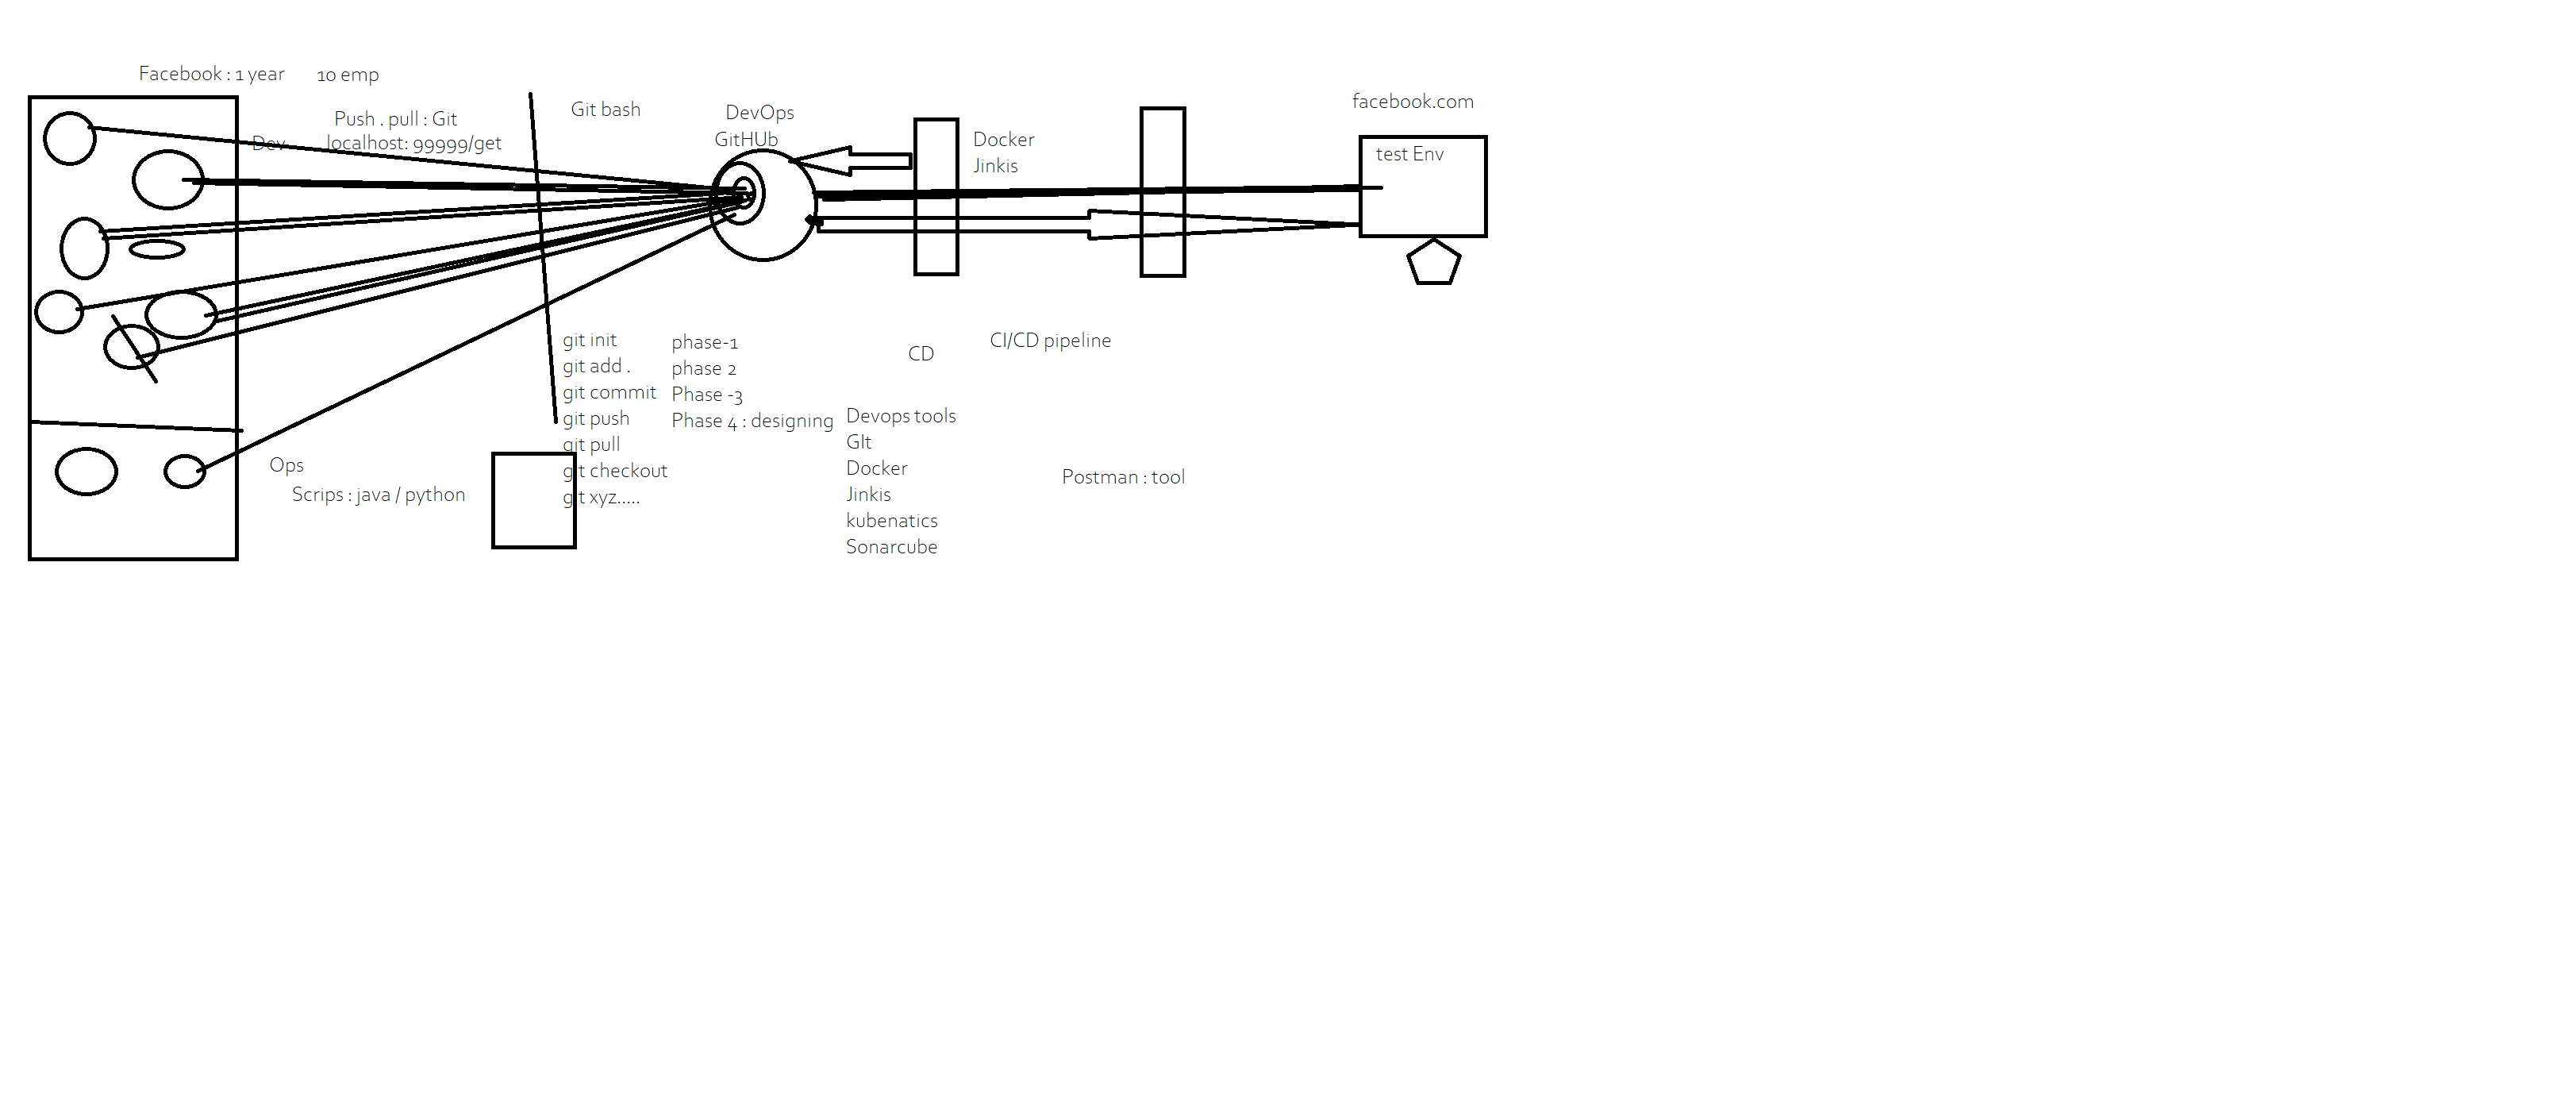 Facebook : 1 year 10 emp
Push . pull : Git
Dev localhost: 99999/get
Git bash
DevOps
GitHUb
Docker
Jinkis
facebook.com
test Env
git init
git add .
git commit
git push
git pull
git checkout
git xyz.....
phase-1
phase 2
Phase -3
Phase 4 : designing
CD
CI/CD pipeline
Devops tools
GIt
Docker
Jinkis
kubenatics
Sonarcube
Postman : tool
Ops
Scrips : java / python